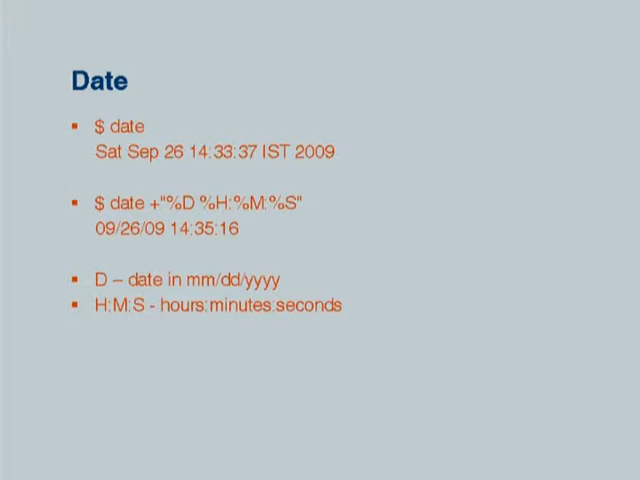 Date
▪ $ date
Sat Sep 26 14:33:37 IST 2009
▪ $ date +"%D %H:%M:%S"
09/26/09 14:35:16
▪ D – date in mm/dd/yyyy
▪ H:M:S - hours:minutes:seconds